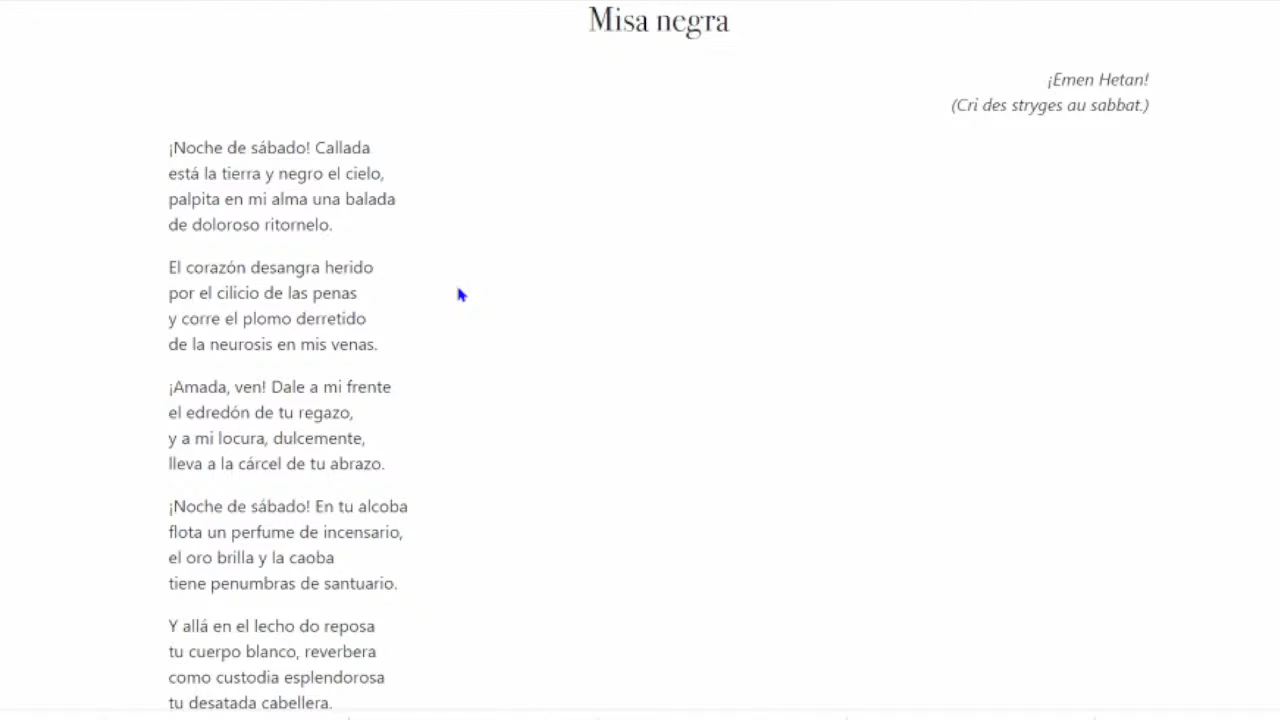 Misa negra
¡Emen Hetan!
(Cri des stryges au sabbat.)
¡Noche de sábado! Callada
está la tierra y negro el cielo,
palpita en mi alma una balada
de doloroso ritornelo.
El corazón desangra herido
por el cilicio de las penas
y corre el plomo derretido
de la neurosis en mis venas.
¡Amada, ven! Dale a mi frente
el edredón de tu regazo,
y a mi locura, dulcemente,
lleva a la cárcel de tu abrazo.
¡Noche de sábado! En tu alcoba
flota un perfume de incensario,
el oro brilla y la caoba
tiene penumbras de santuario.
Y allá en el lecho do reposa
tu cuerpo blanco, reverbera
como custodia esplendorosa
tu desatada cabellera.